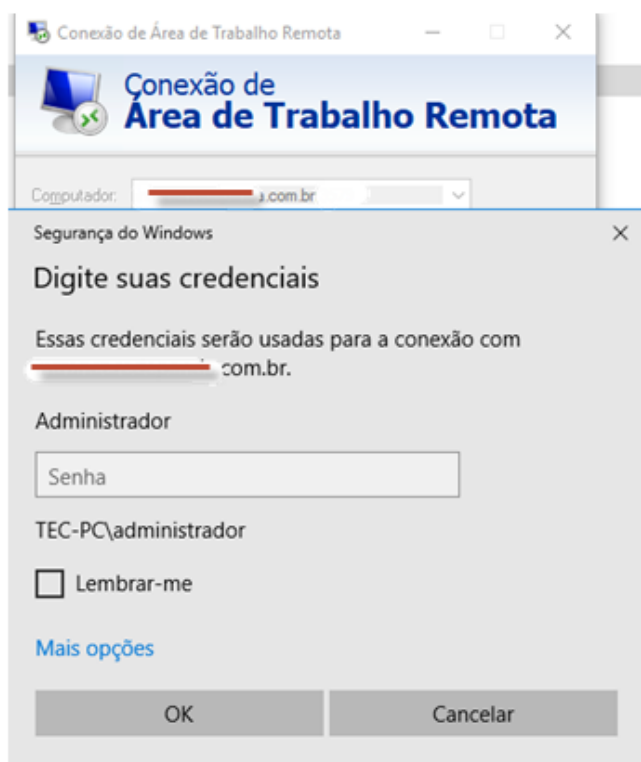 Conexão de Área de Trabalho Remota
Conexão de
Área de Trabalho Remota
Computador:
.com.br
Segurança do Windows
Digite suas credenciais
Essas credenciais serão usadas para a conexão com
com.br.
Administrador
Senha
TEC-PC\administrador
Lembrar-me
Mais opções
OK
Cancelar